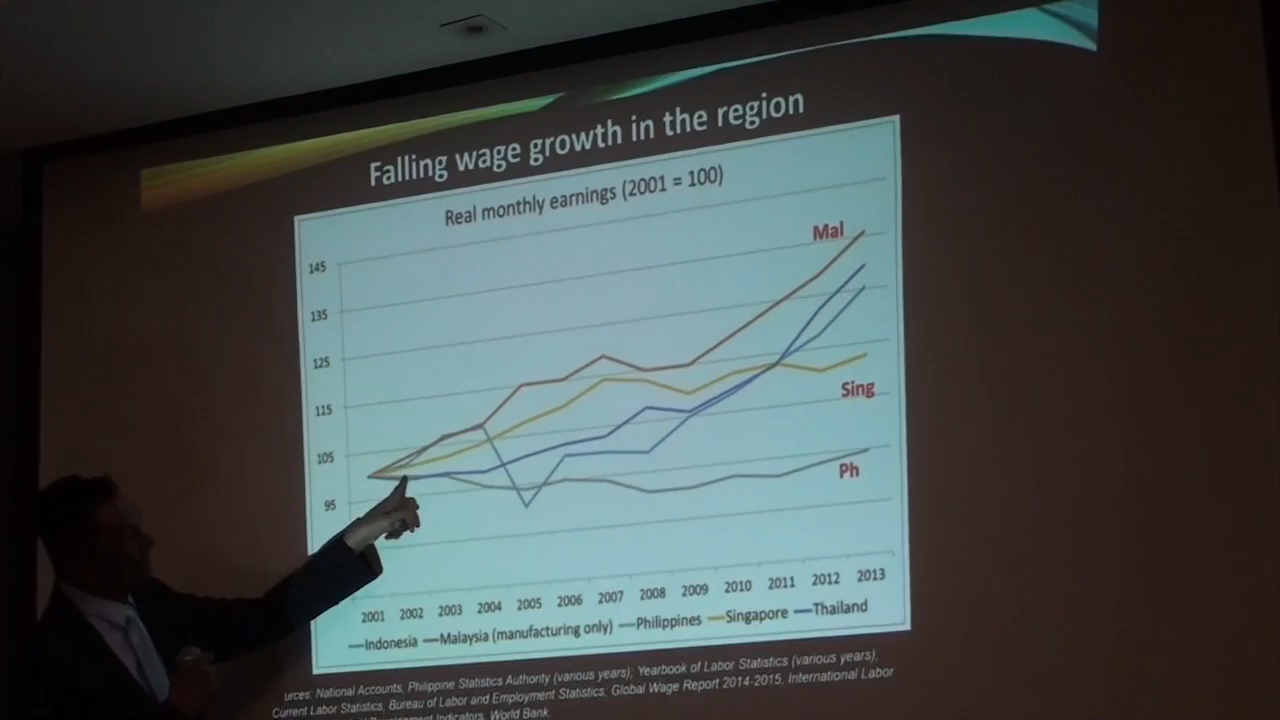 Falling wage growth in the region
Real monthly earnings (2001 = 100)
145
135
125
115
105
95
Mal
Sing
Ph
2001 2002 2003 2004 2005 2006 2007 2008 2009 2010 2011 2012 2013
Indonesia Malaysia (manufacturing only) Philippines Singapore Thailand
urces: National Accounts, Philippine Statistics Authority (various years); Yearbook of Labor Statistics (various years),
Current Labor Statistics, Bureau of Labor and Employment Statistics, Global Wage Report 2014-2015, International Labor
Indicators, World Bank